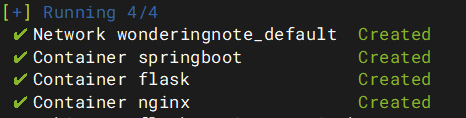 [+] Running 4/4
✔ Network wonderingnote_default Created
✔ Container springboot Created
✔ Container flask Created
✔ Container nginx Created